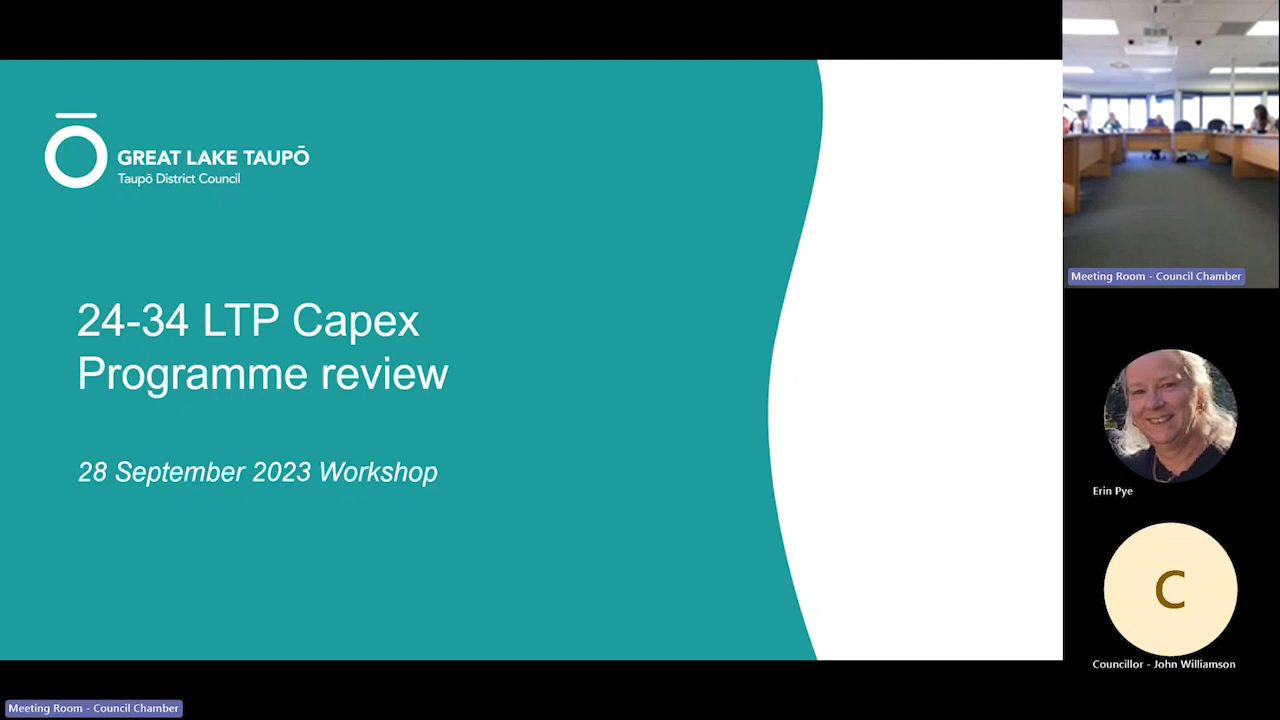 GREAT LAKE TAUPŌ
Taupō District Council
24-34 LTP Capex
Programme review
28 September 2023 Workshop
Meeting Room - Council Chamber
Erin Pye
C
Councillor - John Williamson
Meeting Room - Council Chamber